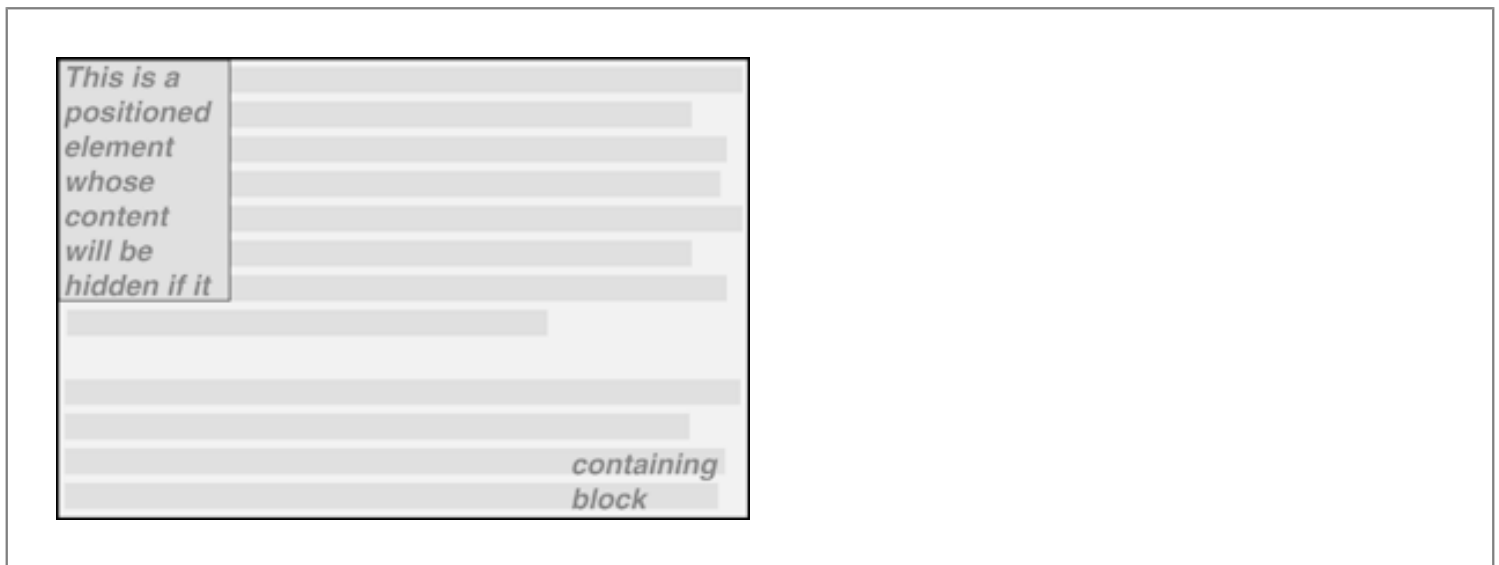 This is a
positioned
element
whose
content
will be
hidden if it
containing
block